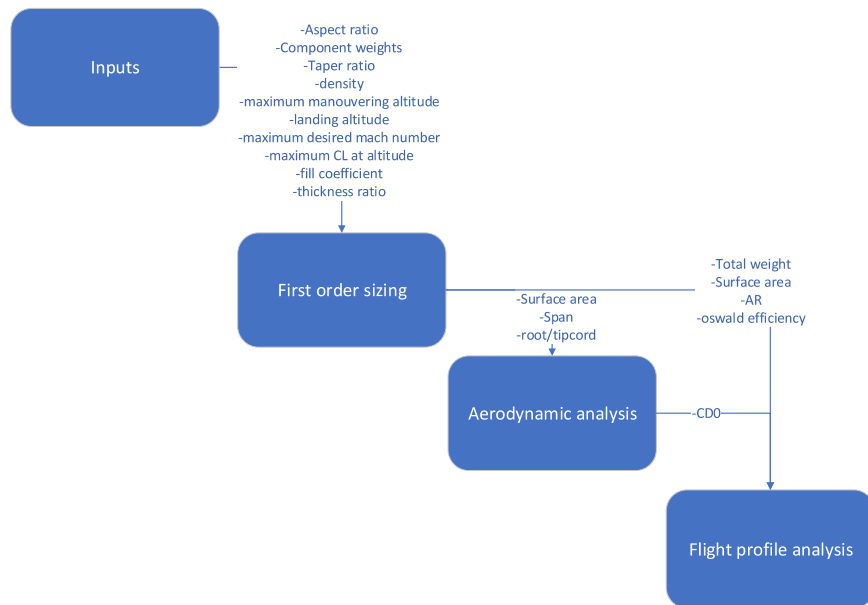 Inputs
-Aspect ratio
-Component weights
-Taper ratio
-density
-maximum manouvering altitude
-landing altitude
-maximum desired mach number
-maximum CL at altitude
-fill coefficient
-thickness ratio
First order sizing
-Total weight
-Surface area
-AR
-oswald efficiency
-Surface area
-Span
-root/tipcord
Aerodynamic analysis
-CD0
Flight profile analysis